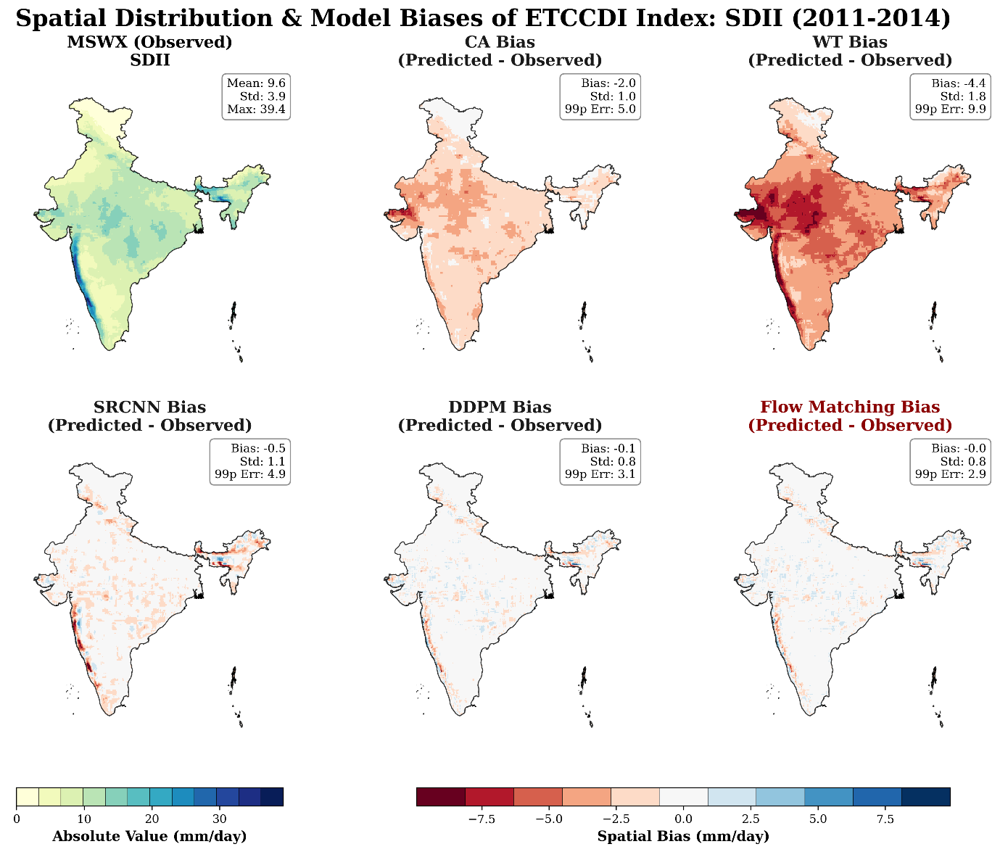 Spatial Distribution & Model Biases of ETCCDI Index: SDII (2011-2014)
MSWX (Observed)
SDII
Mean: 9.6
Std: 3.9
Max: 39.4
CA Bias
(Predicted - Observed)
Bias: -2.0
Std: 1.0
99p Err: 5.0
WT Bias
(Predicted - Observed)
Bias: -4.4
Std: 1.8
99p Err: 9.9
SRCNN Bias
(Predicted - Observed)
Bias: -0.5
Std: 1.1
99p Err: 4.9
DDPM Bias
(Predicted - Observed)
Bias: -0.1
Std: 0.8
99p Err: 3.1
Flow Matching Bias
(Predicted - Observed)
Bias: -0.0
Std: 0.8
99p Err: 2.9
0 10 20 30
Absolute Value (mm/day)
−7.5 −5.0 −2.5 0.0 2.5 5.0 7.5
Spatial Bias (mm/day)